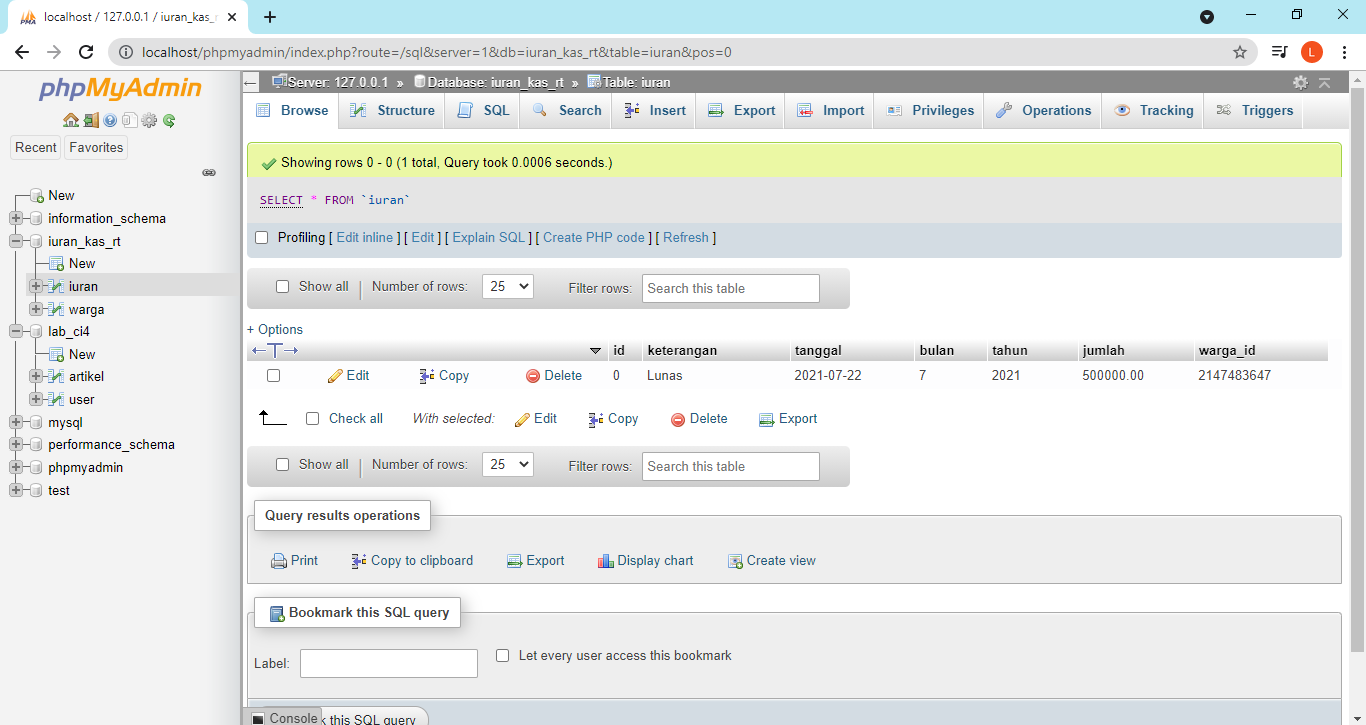 localhost / 127.0.0.1 / iuran_kas_r
localhost/phpmyadmin/index.php?route=/sql&server=1&db=iuran_kas_rt&table=iuran&pos=0
L
phpMyAdmin
Recent Favorites
New
information_schema
iuran_kas_rt
New
iuran
warga
lab_ci4
New
artikel
user
mysql
performance_schema
phpmyadmin
test
Server: 127.0.0.1 » Database: iuran_kas_rt » Table: iuran
Browse Structure SQL Search Insert Export Import Privileges Operations Tracking Triggers
Showing rows 0 - 0 (1 total, Query took 0.0006 seconds.)
SELECT * FROM `iuran`
Profiling [ Edit inline ] [ Edit ] [ Explain SQL ] [ Create PHP code ] [ Refresh ]
Show all | Number of rows: 25 Filter rows: Search this table
+ Options
←T→ id keterangan tanggal bulan tahun jumlah warga_id
Edit Copy Delete 0 Lunas 2021-07-22 7 2021 500000.00 2147483647
Check all With selected: Edit Copy Delete Export
Show all | Number of rows: 25 Filter rows: Search this table
Query results operations
Print Copy to clipboard Export Display chart Create view
Bookmark this SQL query
Label: Let every user access this bookmark
Console k this SQL query